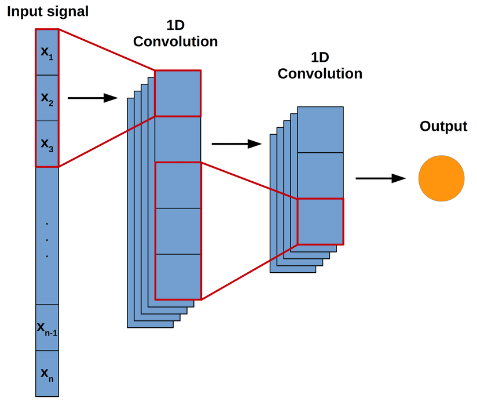 Input signal
1D
Convolution
1D
Convolution
Output
x1
x2
x3
.
.
.
xn-1
xn